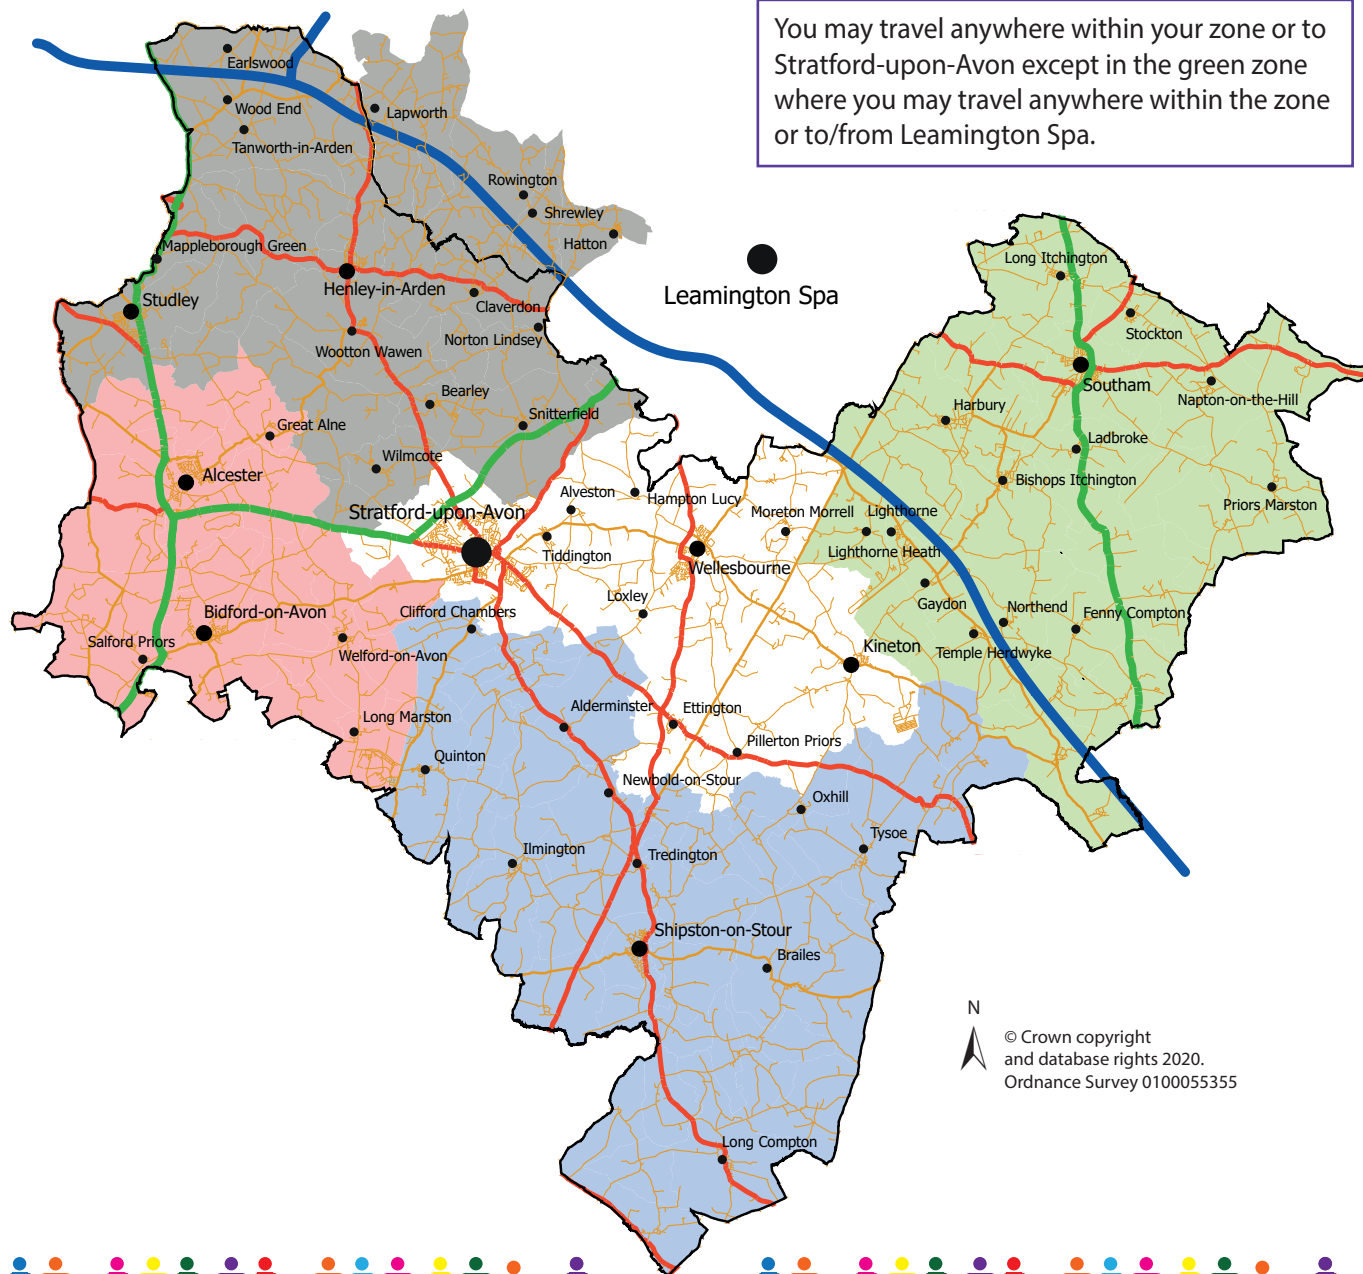 You may travel anywhere within your zone or to
Stratford-upon-Avon except in the green zone
where you may travel anywhere within the zone
or to/from Leamington Spa.
Earlswood
Wood End
Lapworth
Tanworth-in-Arden
Rowington
Shrewley
Hatton
Mappleborough Green
Henley-in-Arden
Studley
Claverdon
Norton Lindsey
Wootton Wawen
Leamington Spa
Long Itchington
Stockton
Southam
Napton-on-the-Hill
Bearley
Snitterfield
Great Alne
Wilmcote
Alcester
Harbury
Ladbroke
Bishops Itchington
Priors Marston
Stratford-upon-Avon
Alveston
Hampton Lucy
Moreton Morrell
Lighthorne
Tiddington
Lighthorne Heath
Wellesbourne
Loxley
Gaydon
Northend
Fenny Compton
Bidford-on-Avon
Clifford Chambers
Salford Priors
Welford-on-Avon
Kineton
Temple Herdwyke
Long Marston
Alderminster
Ettington
Pillerton Priors
Quinton
Newbold-on-Stour
Oxhill
Tysoe
Ilmington
Tredington
Shipston-on-Stour
Brailes
Long Compton
N
© Crown copyright
and database rights 2020.
Ordnance Survey 0100055355